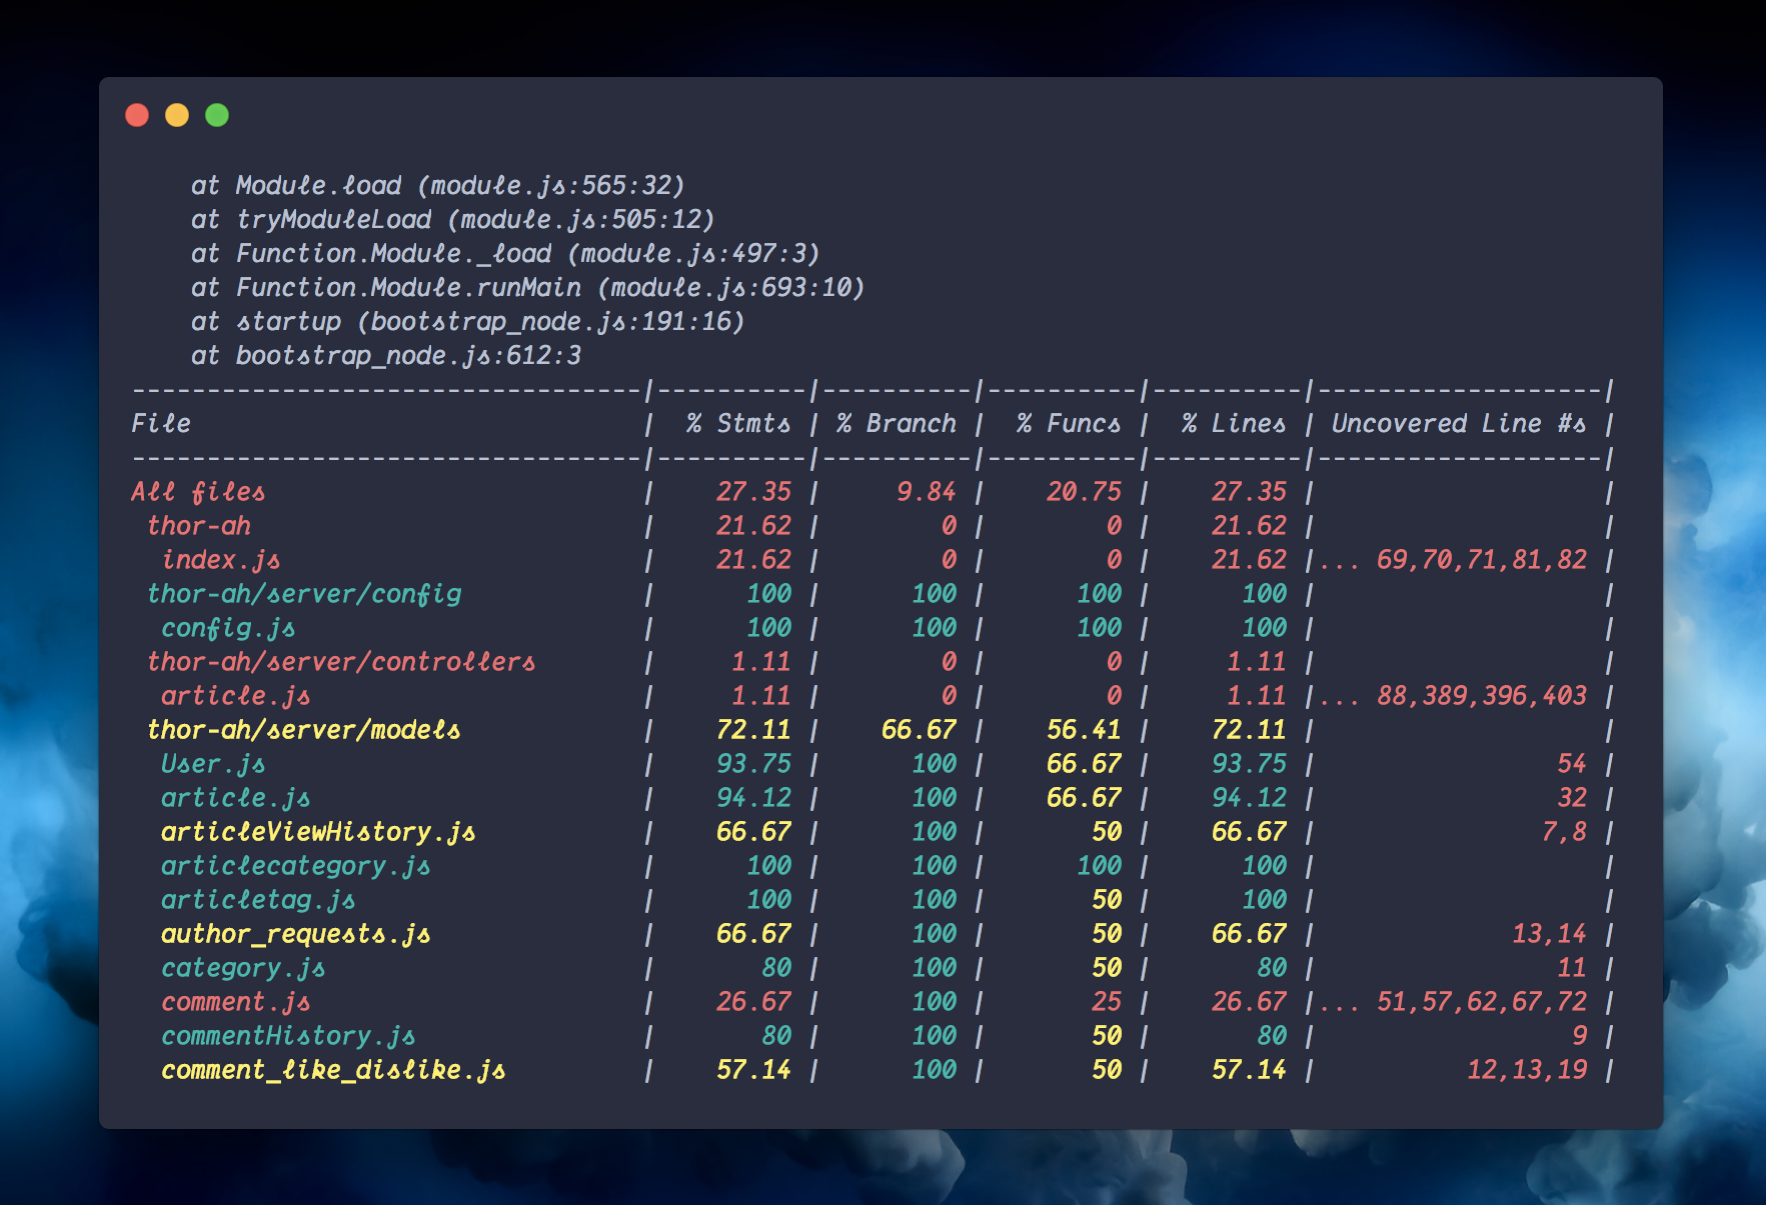 at Module.load (module.js:565:32)
at tryModuleLoad (module.js:505:12)
at Function.Module._load (module.js:497:3)
at Function.Module.runMain (module.js:693:10)
at startup (bootstrap_node.js:191:16)
at bootstrap_node.js:612:3
----------------------------------|----------|----------|----------|----------|-------------------|
File | % Stmts | % Branch | % Funcs | % Lines | Uncovered Line #s |
----------------------------------|----------|----------|----------|----------|-------------------|
All files | 27.35 | 9.84 | 20.75 | 27.35 | |
thor-ah | 21.62 | 0 | 0 | 21.62 | |
index.js | 21.62 | 0 | 0 | 21.62 |... 69,70,71,81,82 |
thor-ah/server/config | 100 | 100 | 100 | 100 | |
config.js | 100 | 100 | 100 | 100 | |
thor-ah/server/controllers | 1.11 | 0 | 0 | 1.11 | |
article.js | 1.11 | 0 | 0 | 1.11 |... 88,389,396,403 |
thor-ah/server/models | 72.11 | 66.67 | 56.41 | 72.11 | |
User.js | 93.75 | 100 | 66.67 | 93.75 | 54 |
article.js | 94.12 | 100 | 66.67 | 94.12 | 32 |
articleViewHistory.js | 66.67 | 100 | 50 | 66.67 | 7,8 |
articlecategory.js | 100 | 100 | 100 | 100 | |
articletag.js | 100 | 100 | 50 | 100 | |
author_requests.js | 66.67 | 100 | 50 | 66.67 | 13,14 |
category.js | 80 | 100 | 50 | 80 | 11 |
comment.js | 26.67 | 100 | 25 | 26.67 |... 51,57,62,67,72 |
commentHistory.js | 80 | 100 | 50 | 80 | 9 |
comment_like_dislike.js | 57.14 | 100 | 50 | 57.14 | 12,13,19 |